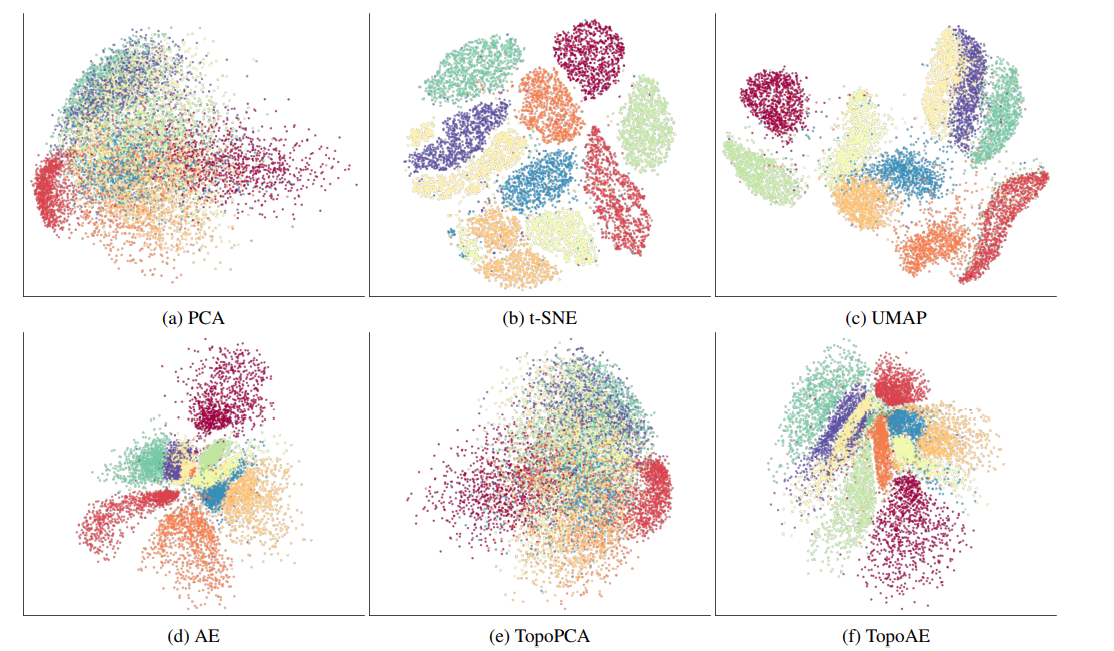 (a) PCA
(b) t-SNE
(c) UMAP
(d) AE
(e) TopoPCA
(f) TopoAE